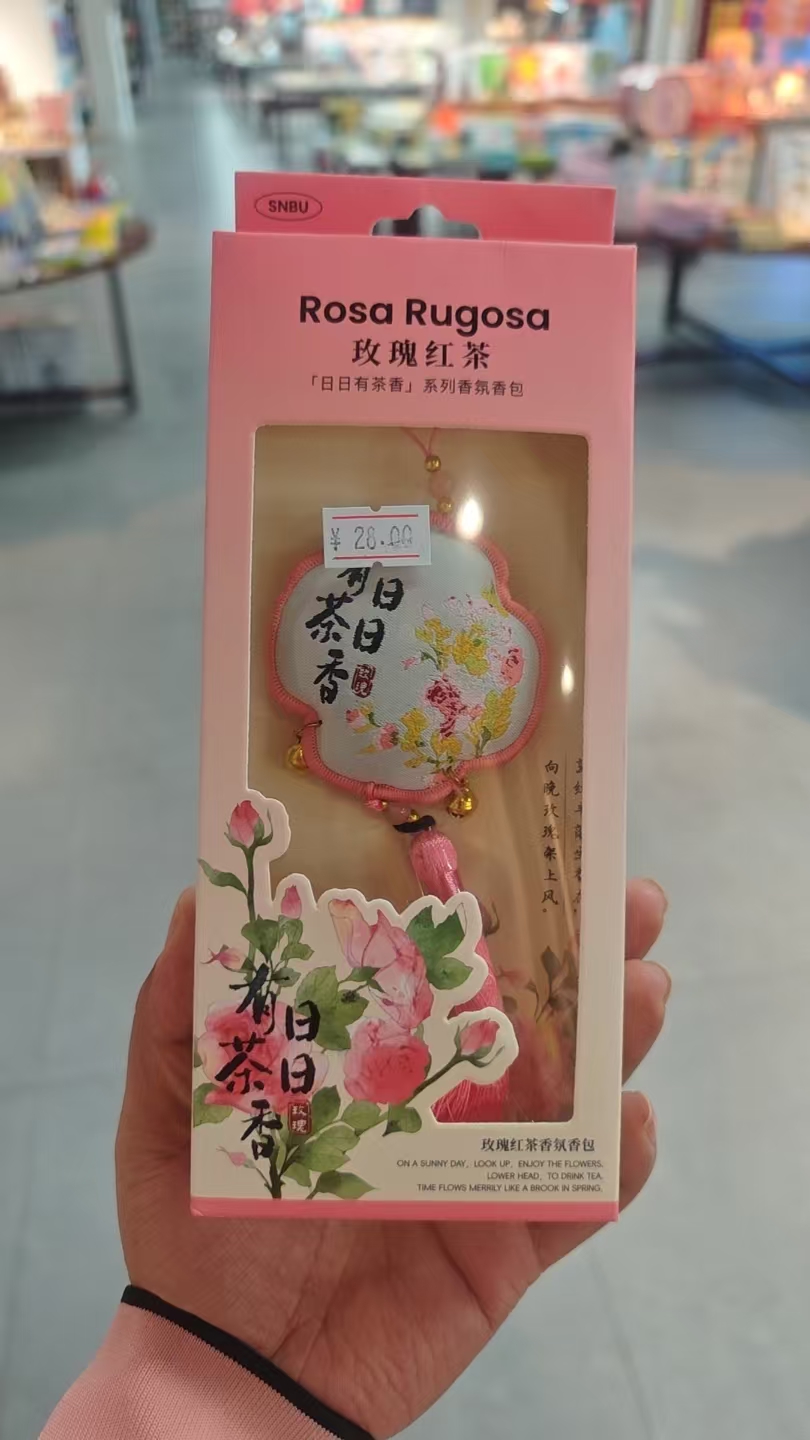 SNBU
Rosa Rugosa
玫瑰红茶
「日日有茶香」系列香氛香包
¥ 28.00
日日
有茶香
玫瑰
向晚玫瑰架上风。
日日
有茶香
玫瑰
玫瑰红茶香氛香包
ON A SUNNY DAY, LOOK UP, ENJOY THE FLOWERS,
LOWER HEAD, TO DRINK TEA,
TIME FLOWS MERRILY LIKE A BROOK IN SPRING.